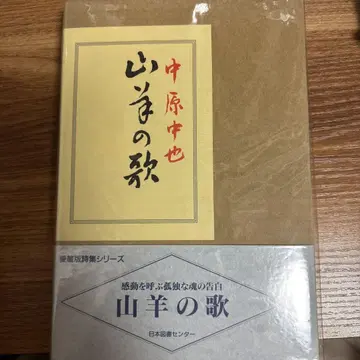 中原中也
山羊の歌
愛蔵版詩集シリーズ
感動を呼ぶ孤独な魂の告白
山羊の歌
日本図書センター